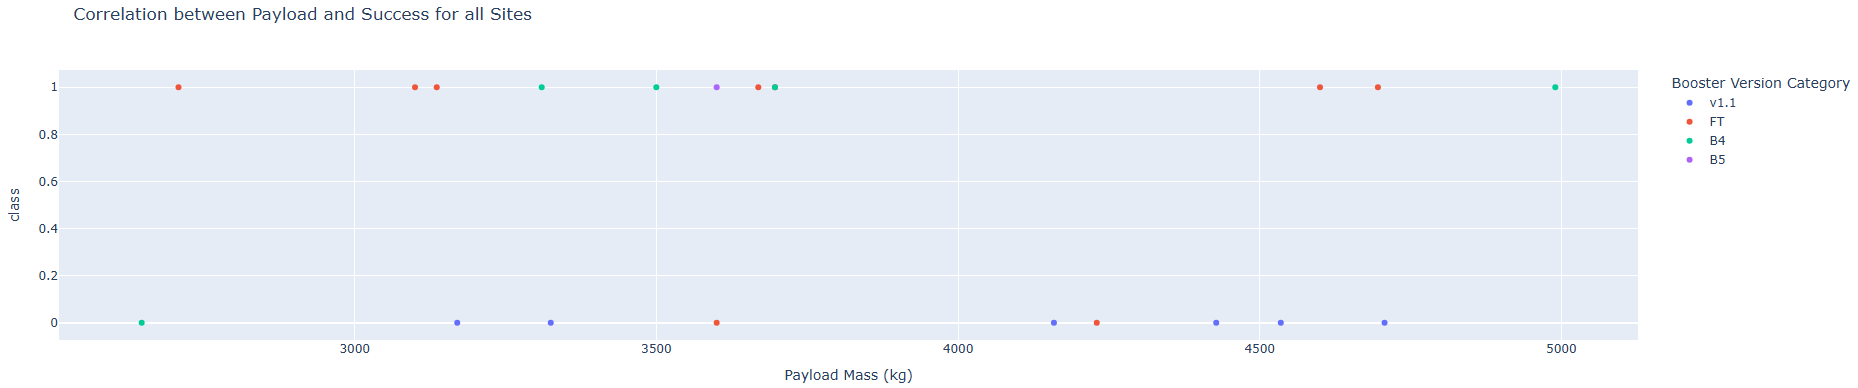 Correlation between Payload and Success for all Sites
Booster Version Category
v1.1
FT
B4
B5
class
1
0.8
0.6
0.4
0.2
0
3000
3500
4000
4500
5000
Payload Mass (kg)